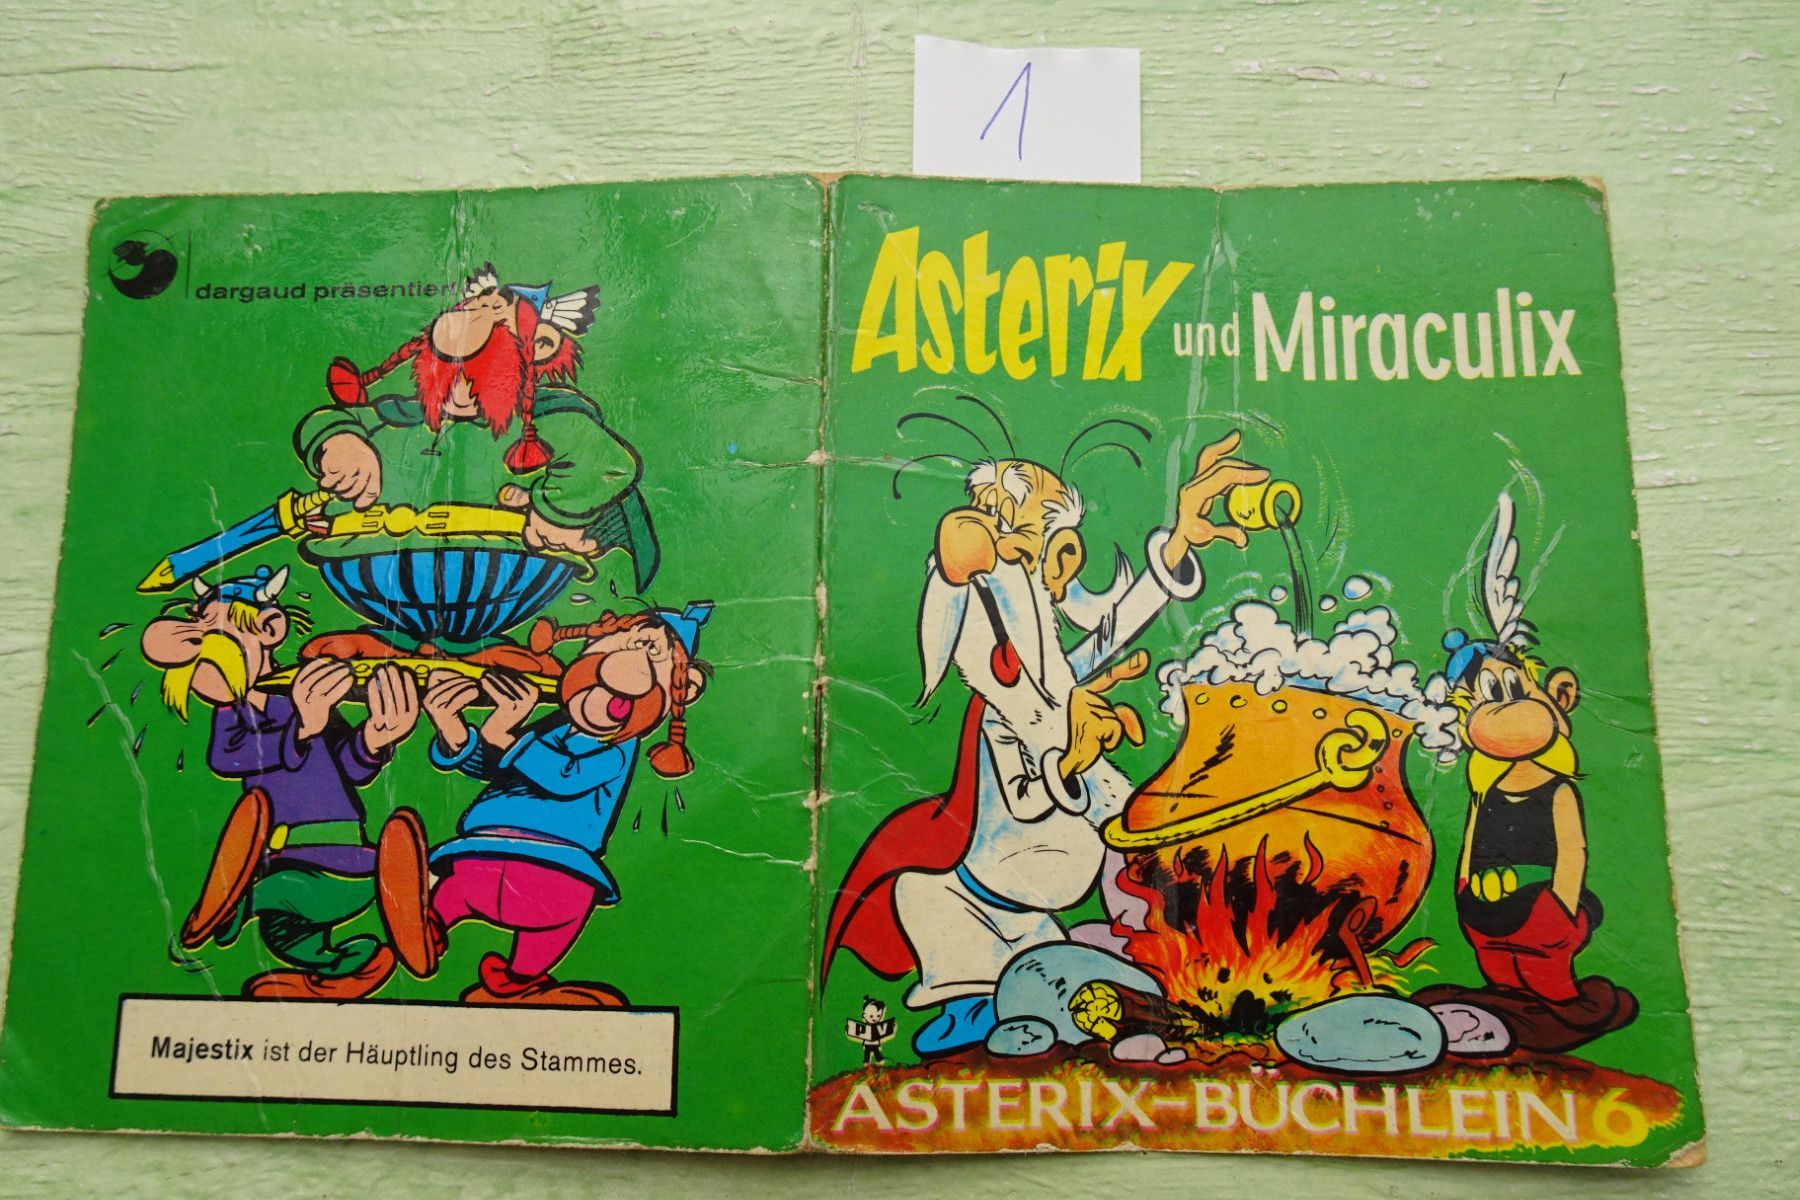 1
dargaud präsentiert
Asterix und Miraculix
Majestix ist der Häuptling des Stammes.
PV
ASTERIX-BÜCHLEIN 6